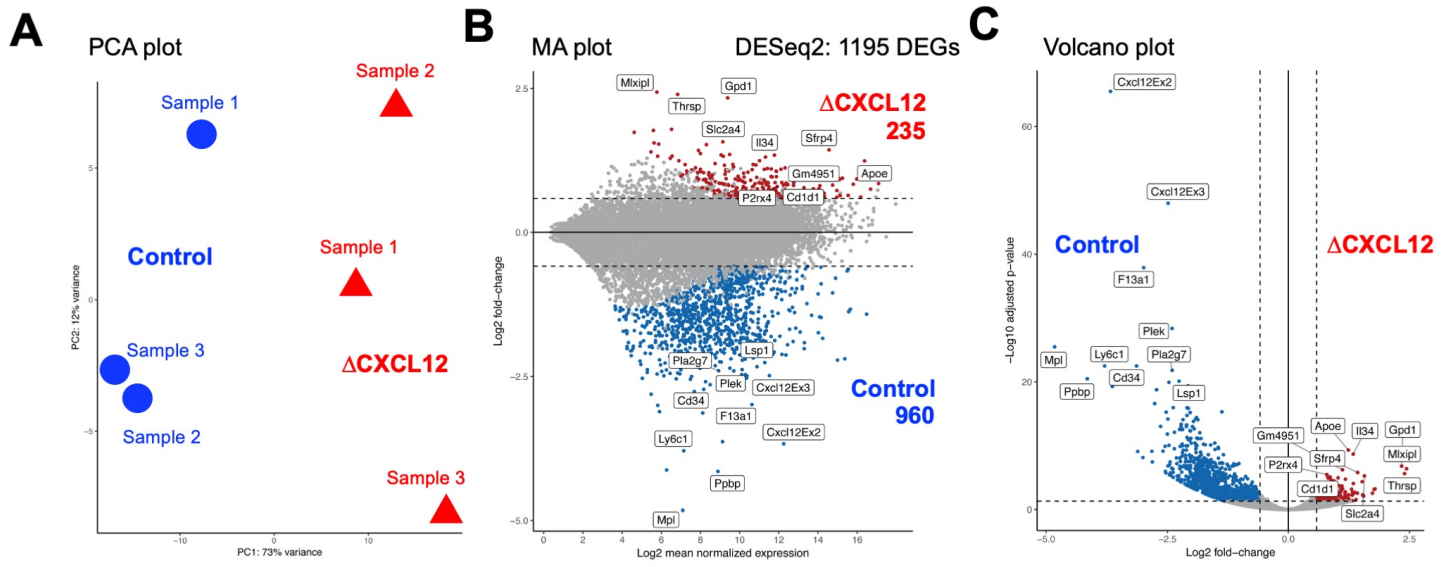 A
PCA plot
Sample 2
Sample 1
Control
Sample 1
Sample 3
ΔCXCL12
Sample 2
Sample 3
5
0
−5
PC2: 12% variance
−10
0
10
PC1: 73% variance
B
MA plot
DESeq2: 1195 DEGs
Mlxipl
Gpd1
Thrsp
ΔCXCL12
235
Slc2a4
Il34
Sfrp4
Gm4951
Apoe
P2rx4
Cd1d1
Lsp1
Pla2g7
Plek
Cxcl12Ex3
Control
960
Cd34
F13a1
Cxcl12Ex2
Ly6c1
Ppbp
Mpl
2.5
0.0
−2.5
−5.0
Log2 fold−change
0
2
4
6
8
10
12
14
16
Log2 mean normalized expression
C
Volcano plot
Cxcl12Ex2
Cxcl12Ex3
Control
ΔCXCL12
F13a1
Plek
Mpl
Ly6c1
Pla2g7
Cd34
Ppbp
Lsp1
Apoe
Il34
Gpd1
Gm4951
Mlxipl
Sfrp4
P2rx4
Thrsp
Cd1d1
Slc2a4
60
40
20
0
−Log10 adjusted p−value
−5.0
−2.5
0.0
2.5
Log2 fold−change